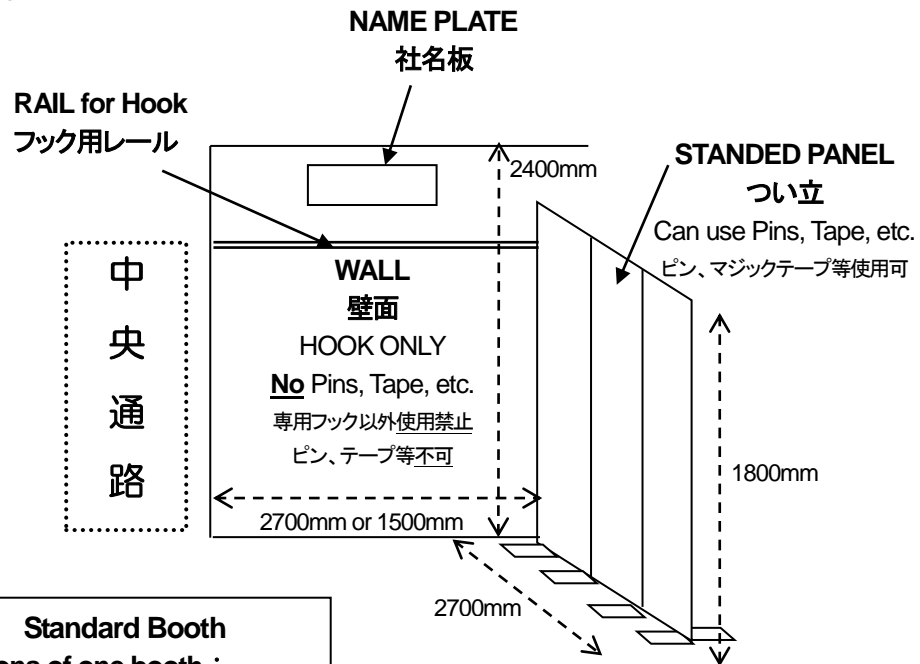 NAME PLATE
社名板
RAIL for Hook
フック用レール
2400mm
STANDED PANEL
つい立
Can use Pins, Tape, etc.
ピン、マジックテープ等使用可
中央通路
WALL
壁面
HOOK ONLY
No Pins, Tape, etc.
専用フック以外使用禁止
ピン、テープ等不可
2700mm or 1500mm
1800mm
2700mm
Standard Booth